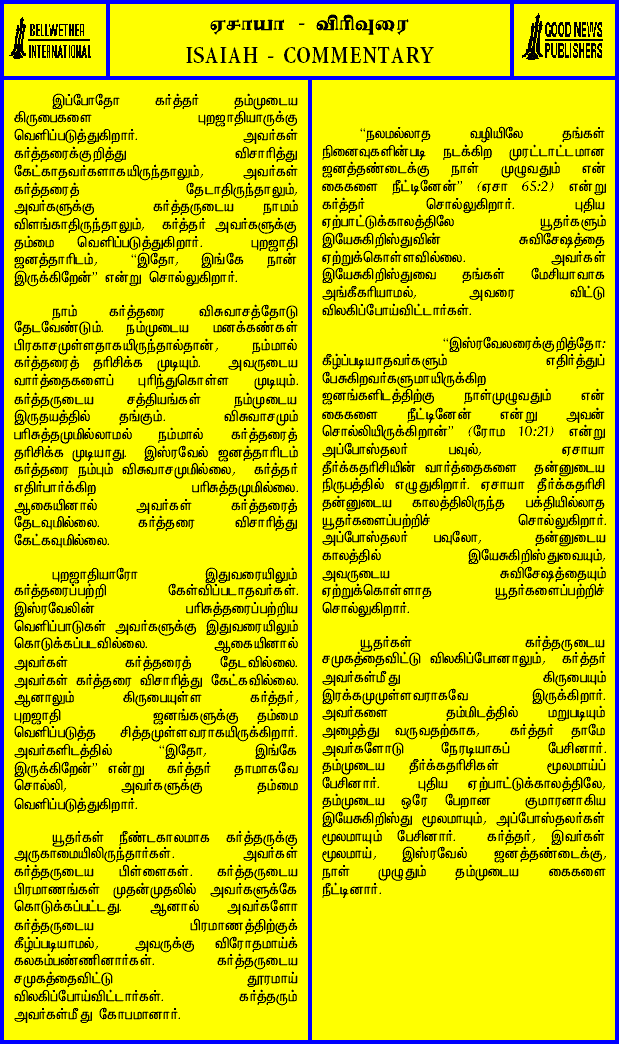 BELLWETHER
INTERNATIONAL
ஏசாயா - விரிவுரை
ISAIAH - COMMENTARY
GOOD NEWS
PUBLISHERS
இப்போதோ கர்த்தர் தம்முடைய
கிருபைகளை புறஜாதியாருக்கு
வெளிப்படுத்துகிறார். அவர்கள்
கர்த்தரைக்குறித்து விசாரித்து
கேட்காதவர்களாகயிருந்தாலும், அவர்கள்
கர்த்தரைத் தேடாதிருந்தாலும்,
அவர்களுக்கு கர்த்தருடைய நாமம்
விளங்காதிருந்தாலும், கர்த்தர் அவர்களுக்கு
தம்மை வெளிப்படுத்துகிறார். புறஜாதி
ஜனத்தாரிடம், “இதோ, இங்கே நான்
இருக்கிறேன்” என்று சொல்லுகிறார்.
நாம் கர்த்தரை விசுவாசத்தோடு
தேடவேண்டும். நம்முடைய மனக்கண்கள்
பிரகாசமுள்ளதாகயிருந்தால்தான், நம்மால்
கர்த்தரைத் தரிசிக்க முடியும். அவருடைய
வார்த்தைகளைப் புரிந்துகொள்ள முடியும்.
கர்த்தருடைய சத்தியங்கள் நம்முடைய
இருதயத்தில் தங்கும். விசுவாசமும்
பரிசுத்தமுமில்லாமல் நம்மால் கர்த்தரைத்
தரிசிக்க முடியாது. இஸ்ரவேல் ஜனத்தாரிடம்
கர்த்தரை நம்பும் விசுவாசமுமில்லை, கர்த்தர்
எதிர்பார்க்கிற பரிசுத்தமுமில்லை.
ஆகையினால் அவர்கள் கர்த்தரைத்
தேடவுமில்லை. கர்த்தரை விசாரித்து
கேட்கவுமில்லை.
புறஜாதியாரோ இதுவரையிலும்
கர்த்தரைப்பற்றி கேள்விப்படாதவர்கள்.
இஸ்ரவேலின் பரிசுத்தரைப்பற்றிய
வெளிப்பாடுகள் அவர்களுக்கு இதுவரையிலும்
கொடுக்கப்படவில்லை. ஆகையினால்
அவர்கள் கர்த்தரைத் தேடவில்லை.
அவர்கள் கர்த்தரை விசாரித்து கேட்கவில்லை.
ஆனாலும் கிருபையுள்ள கர்த்தர்,
புறஜாதி ஜனங்களுக்கு தம்மை
வெளிப்படுத்த சித்தமுள்ளவராகயிருக்கிறார்.
அவர்களிடத்தில் “இதோ, இங்கே
இருக்கிறேன்” என்று கர்த்தர் தாமாகவே
சொல்லி, அவர்களுக்கு தம்மை
வெளிப்படுத்துகிறார்.
யூதர்கள் நீண்டகாலமாக கர்த்தருக்கு
அருகாமையிலிருந்தார்கள். அவர்கள்
கர்த்தருடைய பிள்ளைகள். கர்த்தருடைய
பிரமாணங்கள் முதன்முதலில் அவர்களுக்கே
கொடுக்கப்பட்டது. ஆனால் அவர்களோ
கர்த்தருடைய பிரமாணத்திற்குக்
கீழ்ப்படியாமல், அவருக்கு விரோதமாய்க்
கலகம்பண்ணினார்கள். கர்த்தருடைய
சமுகத்தைவிட்டு தூரமாய்
விலகிப்போய்விட்டார்கள். கர்த்தரும்
அவர்கள்மீது கோபமானார்.
“நலமல்லாத வழியிலே தங்கள்
நினைவுகளின்படி நடக்கிற முரட்டாட்டமான
ஜனத்தண்டைக்கு நாள் முழுவதும் என்
கைகளை நீட்டினேன்” (ஏசா 65:2) என்று
கர்த்தர் சொல்லுகிறார். புதிய
ஏற்பாட்டுக்காலத்திலே யூதர்களும்
இயேசுகிறிஸ்துவின் சுவிசேஷத்தை
ஏற்றுக்கொள்ளவில்லை. அவர்கள்
இயேசுகிறிஸ்துவை தங்கள் மேசியாவாக
அங்கீகரியாமல், அவரை விட்டு
விலகிப்போய்விட்டார்கள்.
“இஸ்ரவேலரைக்குறித்தோ:
கீழ்ப்படியாதவர்களும் எதிர்த்துப்
பேசுகிறவர்களுமாயிருக்கிற
ஜனங்களிடத்திற்கு நாள்முழுவதும் என்
கைகளை நீட்டினேன் என்று அவன்
சொல்லியிருக்கிறான்” (ரோம 10:21) என்று
அப்போஸ்தலர் பவுல், ஏசாயா
தீர்க்கதரிசியின் வார்த்தைகளை தன்னுடைய
நிருபத்தில் எழுதுகிறார். ஏசாயா தீர்க்கதரிசி
தன்னுடைய காலத்திலிருந்த பக்தியில்லாத
யூதர்களைப்பற்றிச் சொல்லுகிறார்.
அப்போஸ்தலர் பவுலோ, தன்னுடைய
காலத்தில் இயேசுகிறிஸ்துவையும்,
அவருடைய சுவிசேஷத்தையும்
ஏற்றுக்கொள்ளாத யூதர்களைப்பற்றிச்
சொல்லுகிறார்.
யூதர்கள் கர்த்தருடைய
சமுகத்தைவிட்டு விலகிப்போனாலும், கர்த்தர்
அவர்கள்மீது கிருபையும்
இரக்கமுமுள்ளவராகவே இருக்கிறார்.
அவர்களை தம்மிடத்தில் மறுபடியும்
அழைத்து வருவதற்காக, கர்த்தர் தாமே
அவர்களோடு நேரடியாகப் பேசினார்.
தம்முடைய தீர்க்கதரிசிகள் மூலமாய்ப்
பேசினார். புதிய ஏற்பாட்டுக்காலத்திலே,
தம்முடைய ஒரே பேறான குமாரனாகிய
இயேசுகிறிஸ்து மூலமாயும், அப்போஸ்தலர்கள்
மூலமாயும் பேசினார். கர்த்தர், இவர்கள்
மூலமாய், இஸ்ரவேல் ஜனத்தண்டைக்கு,
நாள் முழுதும் தம்முடைய கைகளை
நீட்டினார்.